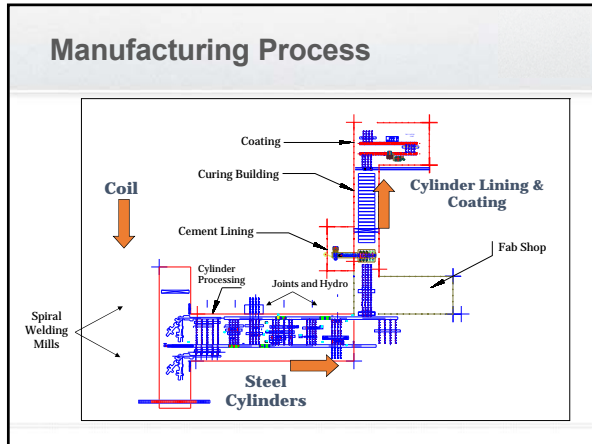 Manufacturing Process
Coating
Curing Building
Coil
Cylinder Lining &
Coating
Cement Lining
Fab Shop
Cylinder
Processing
Joints and Hydro
Spiral
Welding
Mills
Steel
Cylinders